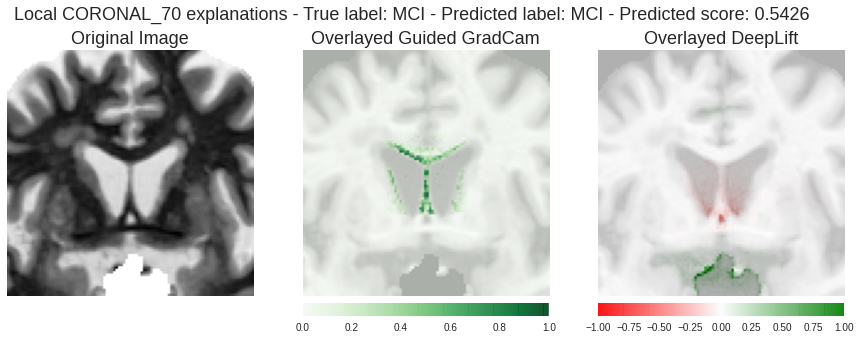 Local CORONAL_70 explanations - True label: MCI - Predicted label: MCI - Predicted score: 0.5426
Original Image
Overlayed Guided GradCam
Overlayed DeepLift
0.0 0.2 0.4 0.6 0.8 1.0
−1.00 −0.75 −0.50 −0.25 0.00 0.25 0.50 0.75 1.00